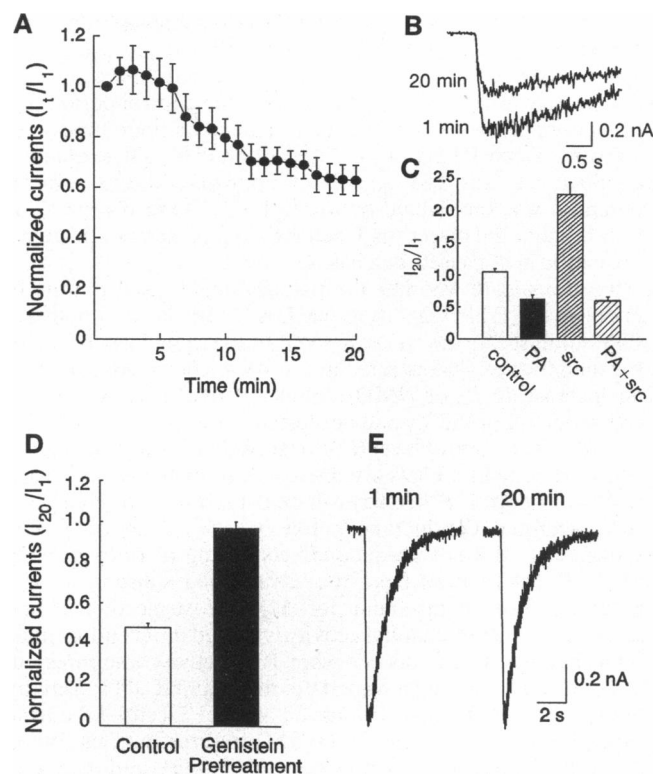 A
Normalized currents (It/I1)
1.2
1.0
0.8
0.6
0.4
0.2
0
5
10
15
20
Time (min)
B
20 min
1 min
0.2 nA
0.5 s
C
I20/I1
2.5
2.0
1.5
1.0
0.5
0
control
PA
src
PA+src
D
Normalized currents (I20/I1)
1.2
1.0
0.8
0.6
0.4
0.2
0
Control
Genistein
Pretreatment
E
1 min
20 min
0.2 nA
2 s